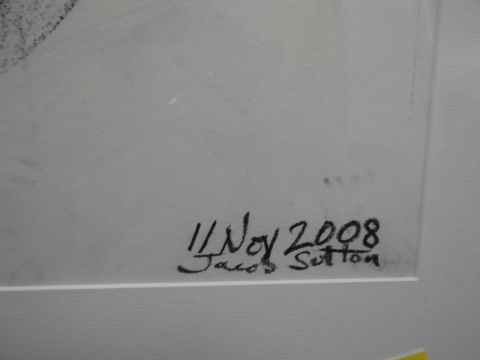 11 Nov 2008
Jacob Sutton